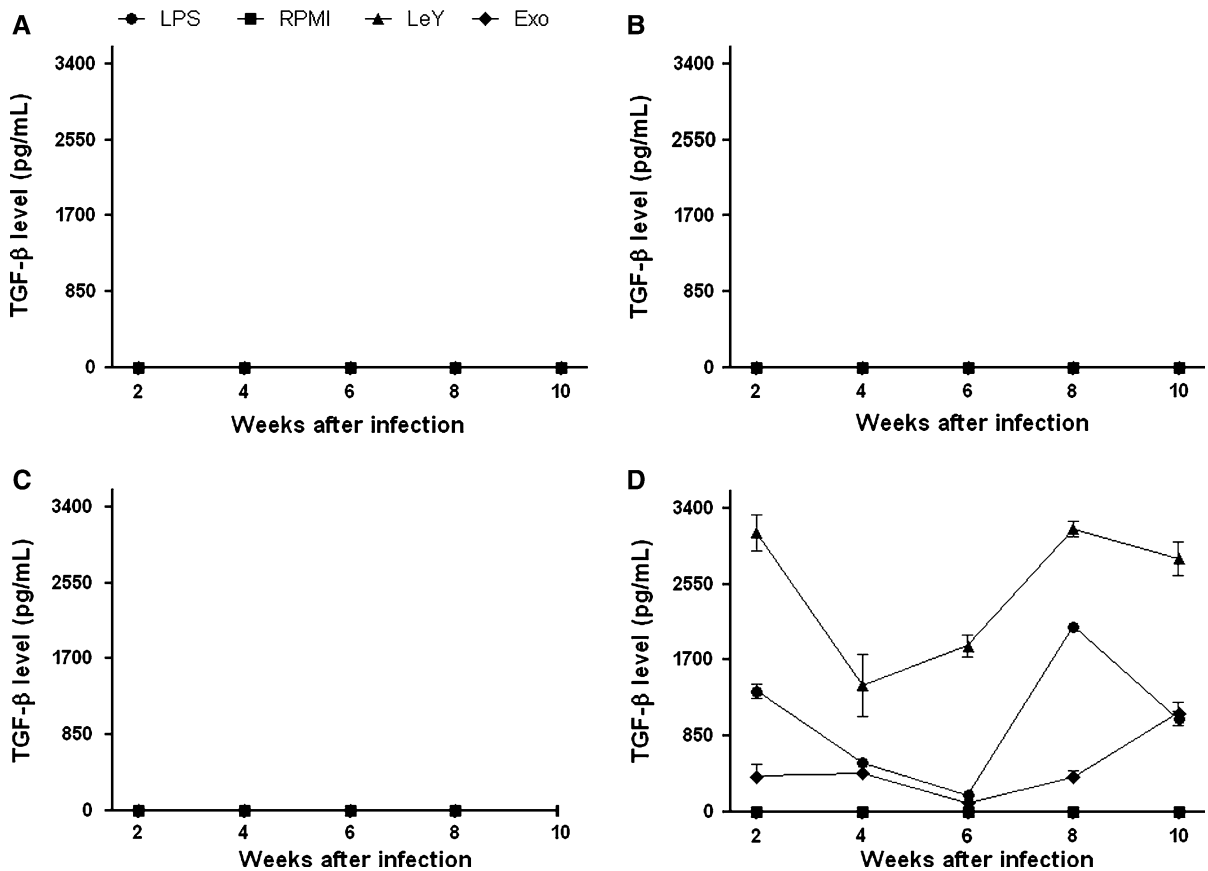 A
LPS RPMI LeY Exo
TGF-β level (pg/mL)
3400
2550
1700
850
0
2 4 6 8 10
Weeks after infection
B
TGF-β level (pg/mL)
3400
2550
1700
850
0
2 4 6 8 10
Weeks after infection
C
TGF-β level (pg/mL)
3400
2550
1700
850
0
2 4 6 8 10
Weeks after infection
D
TGF-β level (pg/mL)
3400
2550
1700
850
0
2 4 6 8 10
Weeks after infection